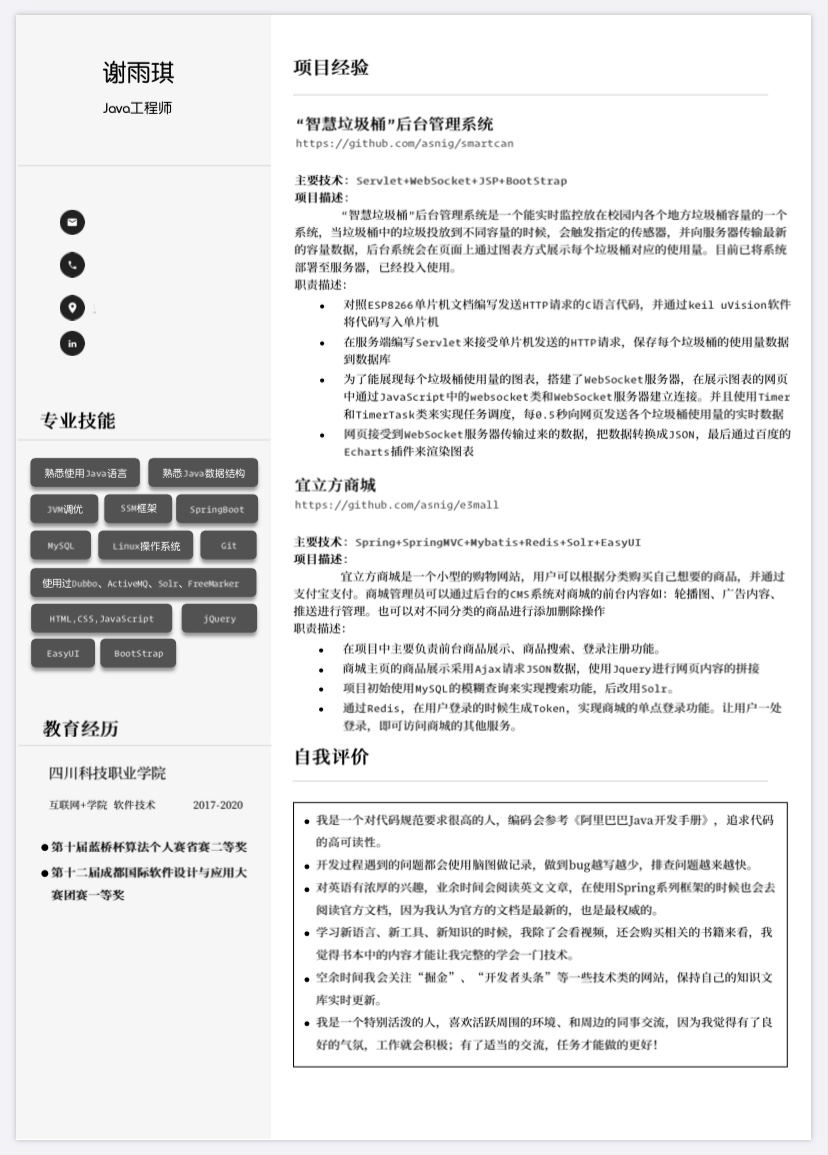 谢雨琪
Java工程师
专业技能
熟悉使用Java语言
熟悉Java数据结构
JVM调优
SSM框架
SpringBoot
MySQL
Linux操作系统
Git
使用过Dubbo、ActiveMQ、Solr、FreeMarker
HTML,CSS,JavaScript
jQuery
EasyUI
BootStrap
教育经历
四川科技职业学院
互联网+学院 软件技术 2017-2020
● 第十届蓝桥杯算法个人赛省赛二等奖
● 第十二届成都国际软件设计与应用大
赛团赛一等奖
项目经验
“智慧垃圾桶”后台管理系统
https://github.com/asnig/smartcan
主要技术：Servlet+WebSocket+JSP+BootStrap
项目描述：
“智慧垃圾桶”后台管理系统是一个能实时监控放在校园内各个地方垃圾桶容量的一个
系统，当垃圾桶中的垃圾投放到不同容量的时候，会触发指定的传感器，并向服务器传输最新
的容量数据，后台系统会在页面上通过图表方式展示每个垃圾桶对应的使用量。目前已将系统
部署至服务器，已经投入使用。
职责描述：
• 对照ESP8266单片机文档编写发送HTTP请求的C语言代码，并通过keil uVision软件
将代码写入单片机
• 在服务端编写Servlet来接受单片机发送的HTTP请求，保存每个垃圾桶的使用量数据
到数据库
• 为了能展现每个垃圾桶使用量的图表，搭建了WebSocket服务器，在展示图表的网页
中通过JavaScript中的websocket类和WebSocket服务器建立连接。并且使用Timer
和TimerTask类来实现任务调度，每0.5秒向网页发送各个垃圾桶使用量的实时数据
• 网页接受到WebSocket服务器传输过来的数据，把数据转换成JSON，最后通过百度的
Echarts插件来渲染图表
宜立方商城
https://github.com/asnig/e3mall
主要技术：Spring+SpringMVC+Mybatis+Redis+Solr+EasyUI
项目描述：
宜立方商城是一个小型的购物网站，用户可以根据分类购买自己想要的商品，并通过
支付宝支付。商城管理员可以通过后台的CMS系统对商城的前台内容如：轮播图、广告内容、
推送进行管理。也可以对不同分类的商品进行添加删除操作
职责描述：
• 在项目中主要负责前台商品展示、商品搜索、登录注册功能。
• 商城主页的商品展示采用Ajax请求JSON数据，使用Jquery进行网页内容的拼接
• 项目初始使用MySQL的模糊查询来实现搜索功能，后改用Solr。
• 通过Redis，在用户登录的时候生成Token，实现商城的单点登录功能。让用户一处
登录，即可访问商城的其他服务。
自我评价
• 我是一个对代码规范要求很高的人，编码会参考《阿里巴巴Java开发手册》，追求代码
的高可读性。
• 开发过程遇到的问题都会使用脑图做记录，做到bug越写越少，排查问题越来越快。
• 对英语有浓厚的兴趣，业余时间会阅读英文文章，在使用Spring系列框架的时候也会去
阅读官方文档，因为我认为官方的文档是最新的，也是最权威的。
• 学习新语言、新工具、新知识的时候，我除了会看视频，还会购买相关的书籍来看，我
觉得书本中的内容才能让我完整的学会一门技术。
• 空余时间我会关注“掘金”、“开发者头条”等一些技术类的网站，保持自己的知识文
库实时更新。
• 我是一个特别活泼的人，喜欢活跃周围的环境、和周边的同事交流，因为我觉得有了良
好的气氛，工作就会积极；有了适当的交流，任务才能做的更好！